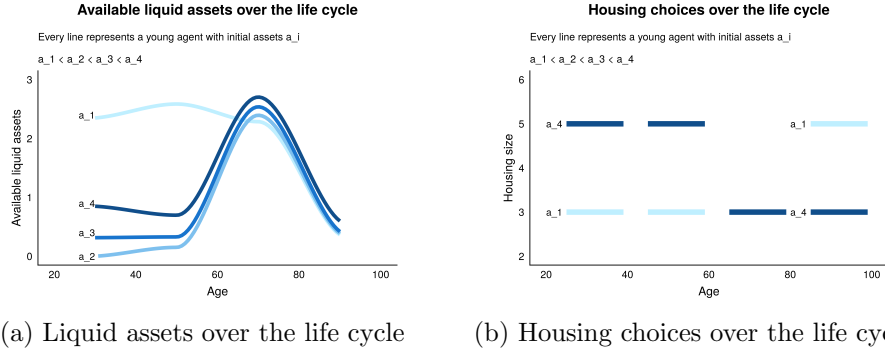 Available liquid assets over the life cycle
Every line represents a young agent with initial assets a_i
a_1 < a_2 < a_3 < a_4
3
2
1
0
Available liquid assets
a_1
a_4
a_3
a_2
20 40 60 80 100
Age
(a) Liquid assets over the life cycle
Housing choices over the life cycle
Every line represents a young agent with initial assets a_i
a_1 < a_2 < a_3 < a_4
6
5
4
3
2
Housing size
a_4 a_1
a_1 a_4
20 40 60 80 100
Age
(b) Housing choices over the life cyc